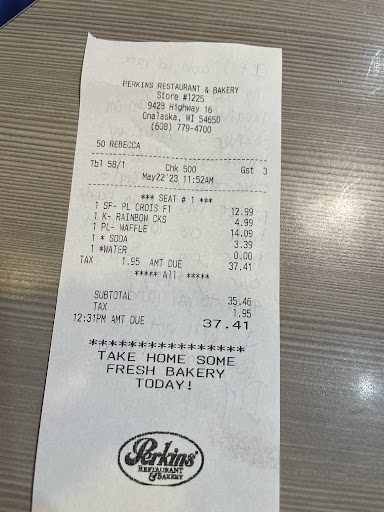 PERKINS RESTAURANT & BAKERY
Store #1225
9423 Highway 16
Onalaska, WI 54650
(608) 779-4700
50 REBECCA
Tbl 58/1 Chk 500 Gst 3
May22'23 11:52AM
*** SEAT # 1 ***
1 SF- PL CROIS FT 12.99
1 K- RAINBOW CKS 4.99
1 PL- WAFFLE 14.09
1 * SODA 3.39
1 *WATER 0.00
TAX 1.95 AMT DUE 37.41
***** All *****
SUBTOTAL 35.46
TAX 1.95
12:31PM AMT DUE 37.41
****************
TAKE HOME SOME
FRESH BAKERY
TODAY!
Perkins
RESTAURANT
& BAKERY